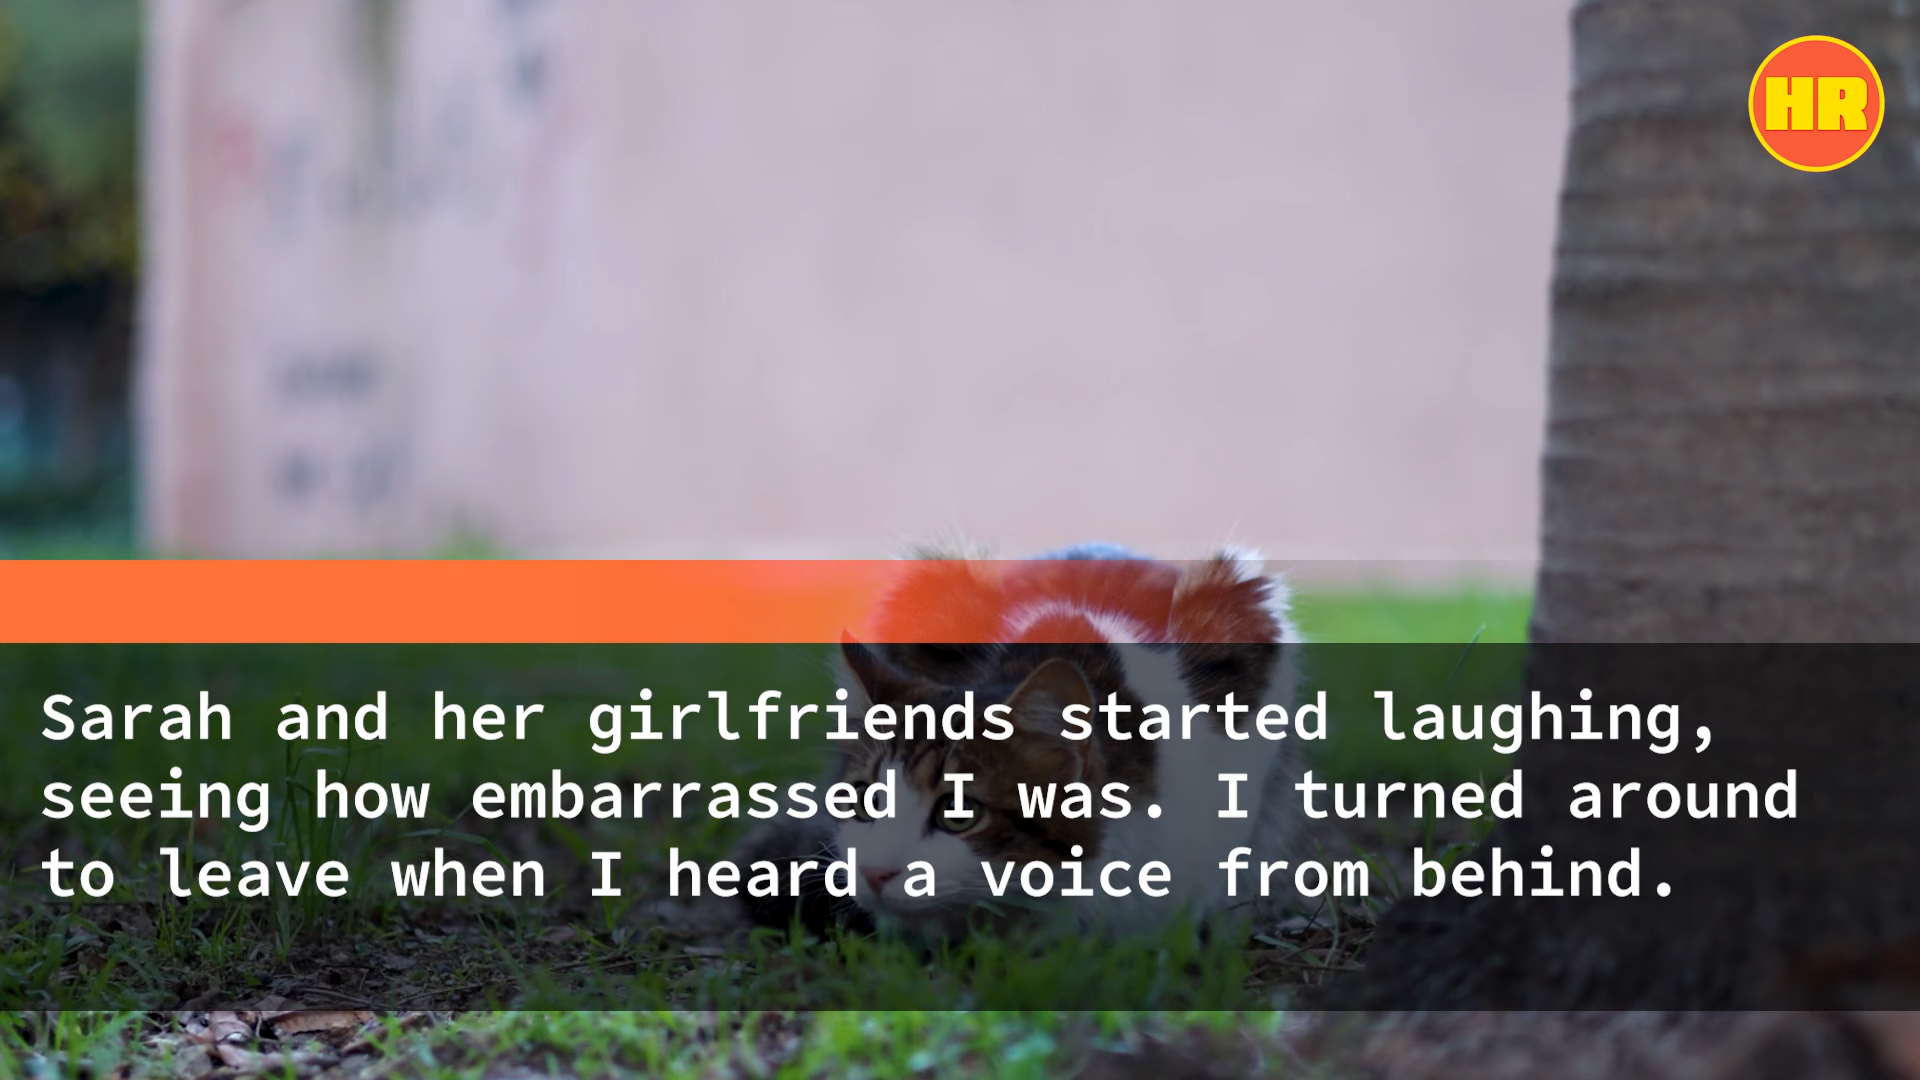 HR
Sarah and her girlfriends started laughing,
seeing how embarrassed I was. I turned around
to leave when I heard a voice from behind.